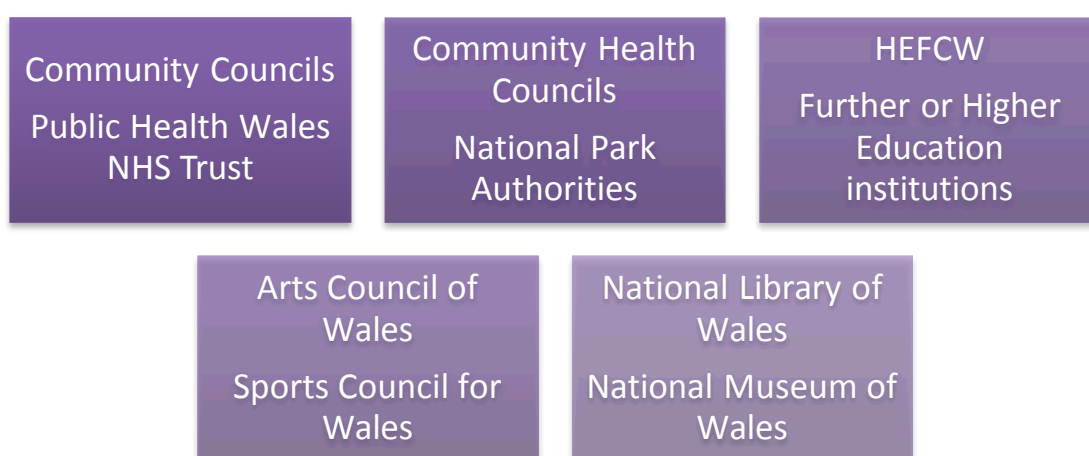 Community Councils
Public Health Wales
NHS Trust
Community Health
Councils
National Park
Authorities
HEFCW
Further or Higher
Education
institutions
Arts Council of
Wales
Sports Council for
Wales
National Library of
Wales
National Museum of
Wales